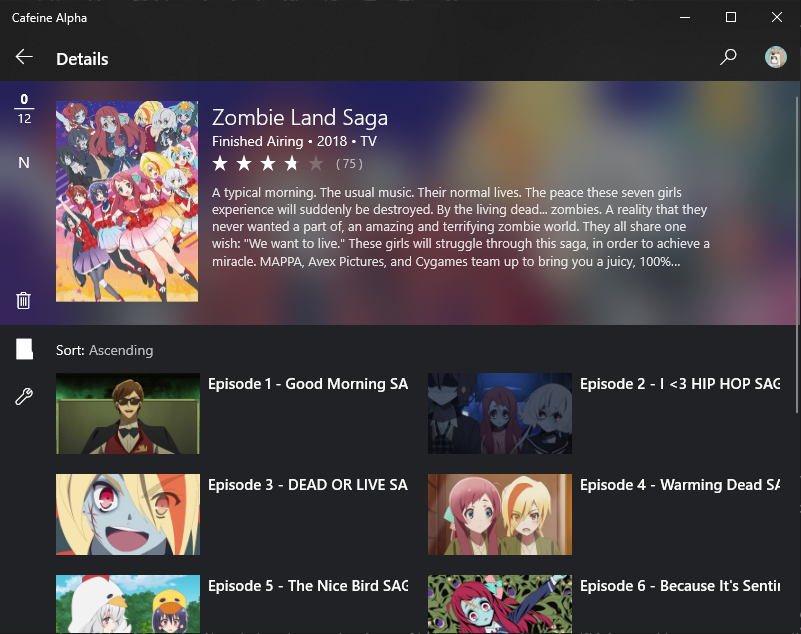 Cafeine Alpha
Details
0
12
N
Zombie Land Saga
Finished Airing • 2018 • TV
( 75 )
A typical morning. The usual music. Their normal lives. The peace these seven girls
experience will suddenly be destroyed. By the living dead... zombies. A reality that they
never wanted a part of, an amazing and terrifying zombie world. They all share one
wish: "We want to live." These girls will struggle through this saga, in order to achieve a
miracle. MAPPA, Avex Pictures, and Cygames team up to bring you a juicy, 100%...
Sort: Ascending
Episode 1 - Good Morning SA
Episode 2 - I <3 HIP HOP SAG
Episode 3 - DEAD OR LIVE SA
Episode 4 - Warming Dead SA
Episode 5 - The Nice Bird SAG
Episode 6 - Because It's Senti